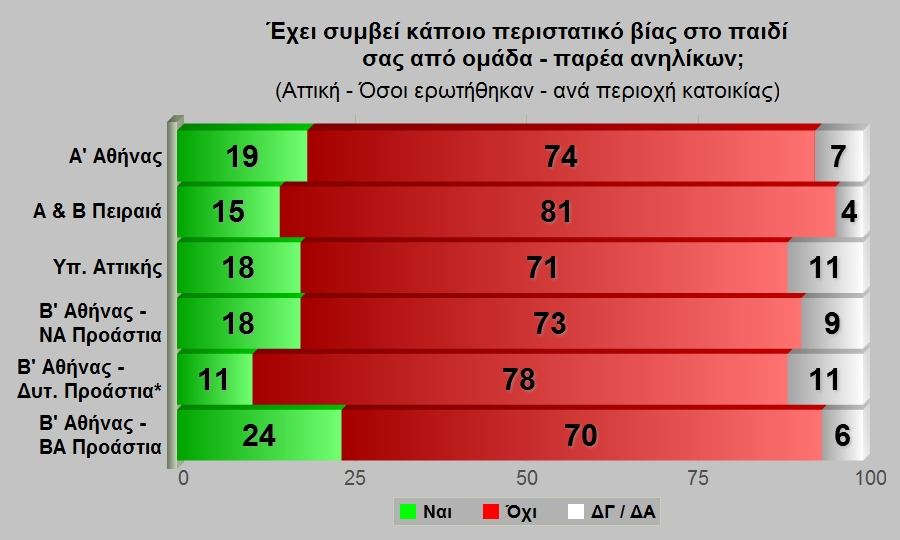 Έχει συμβεί κάποιο περιστατικό βίας στο παιδί
σας από ομάδα - παρέα ανηλίκων;
(Αττική - Όσοι ερωτήθηκαν - ανά περιοχή κατοικίας)
Α' Αθήνας 19 74 7
Α & Β Πειραιά 15 81 4
Υπ. Αττικής 18 71 11
Β' Αθήνας -
ΝΑ Προάστια 18 73 9
Β' Αθήνας -
Δυτ. Προάστια* 11 78 11
Β' Αθήνας -
ΒΑ Προάστια 24 70 6
0 25 50 75 100
Ναι Όχι ΔΓ / ΔΑ